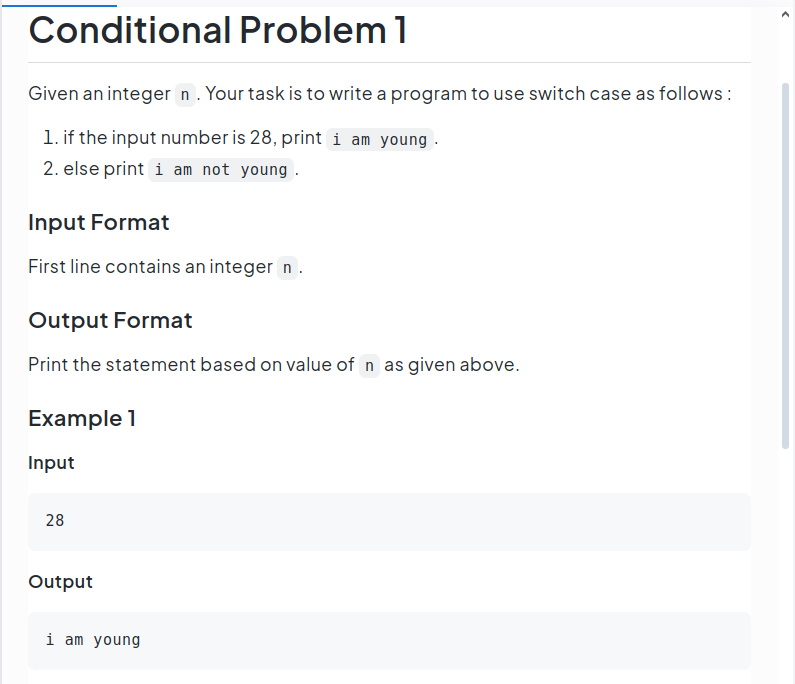 Conditional Problem 1
Given an integer n. Your task is to write a program to use switch case as follows :
1. if the input number is 28, print i am young.
2. else print i am not young.
Input Format
First line contains an integer n.
Output Format
Print the statement based on value of n as given above.
Example 1
Input
28
Output
i am young